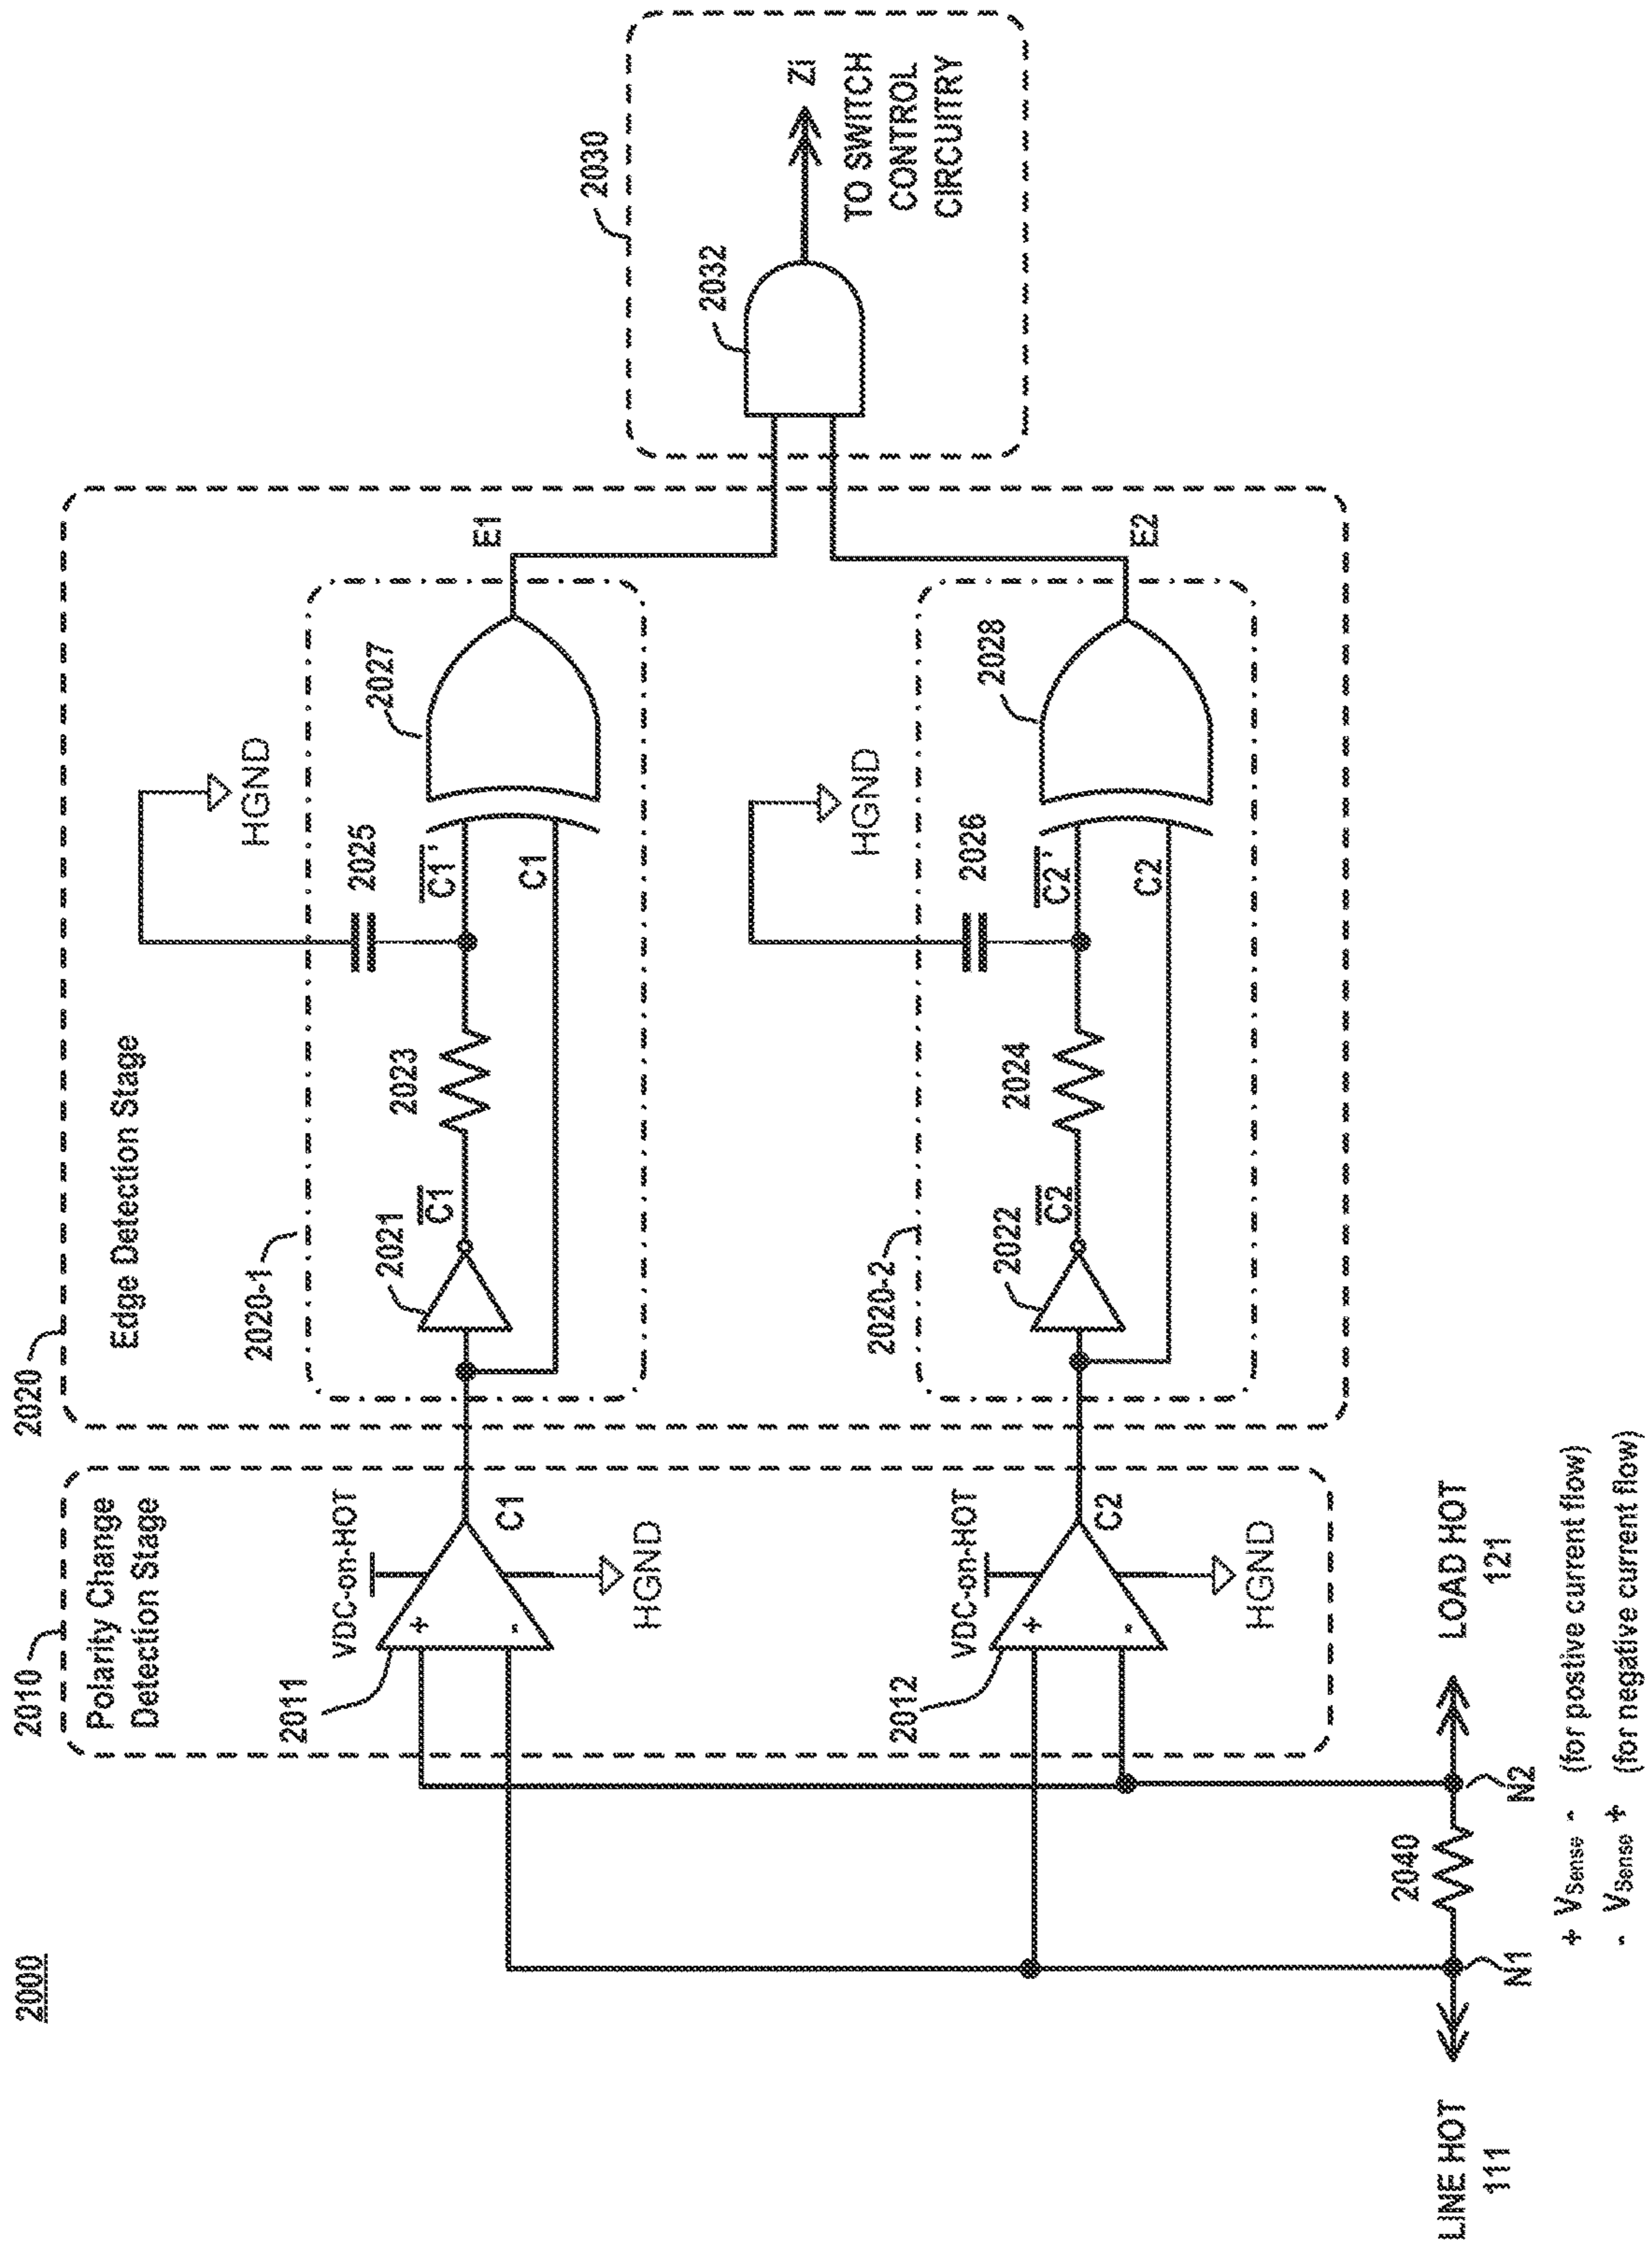 2000
2010
Polarity Change
Detection Stage
2011
VDC-on-HOT
+
-
C1
HGND
2012
VDC-on-HOT
+
-
C2
HGND
2020
Edge Detection Stage
2020-1
2021
C1
2023
2025
HGND
C1'
C1
2027
E1
2020-2
2022
C2
2024
2026
HGND
C2'
C2
2028
E2
2030
2032
Zi
TO SWITCH
CONTROL
CIRCUITRY
LINE HOT
111
N1
2040
N2
LOAD HOT
121
+ VSense - (for postive current flow)
- VSense + (for negative current flow)